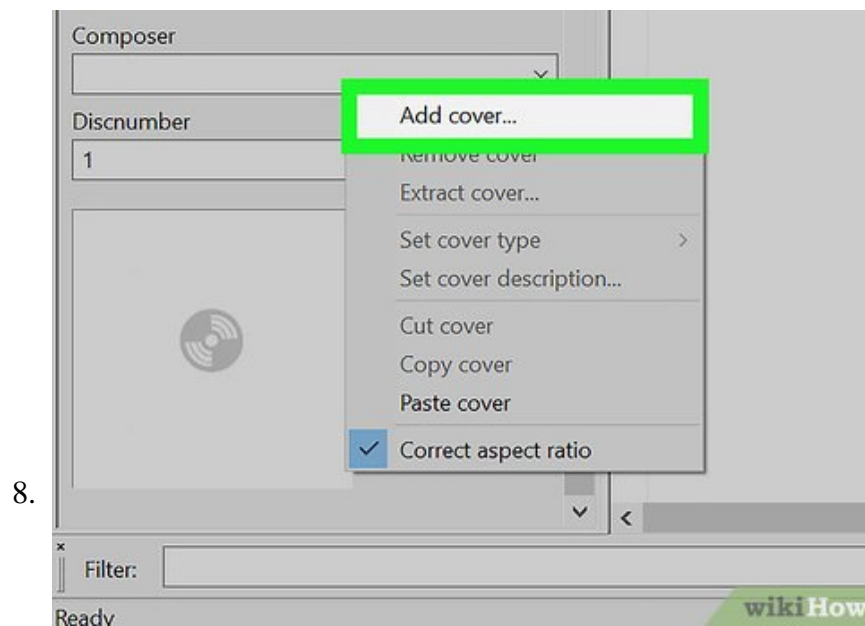 Composer
Discnumber
1
Add cover...
Remove cover
Extract cover...
Set cover type
Set cover description...
Cut cover
Copy cover
Paste cover
Correct aspect ratio
8.
Filter:
Ready
wikiHow